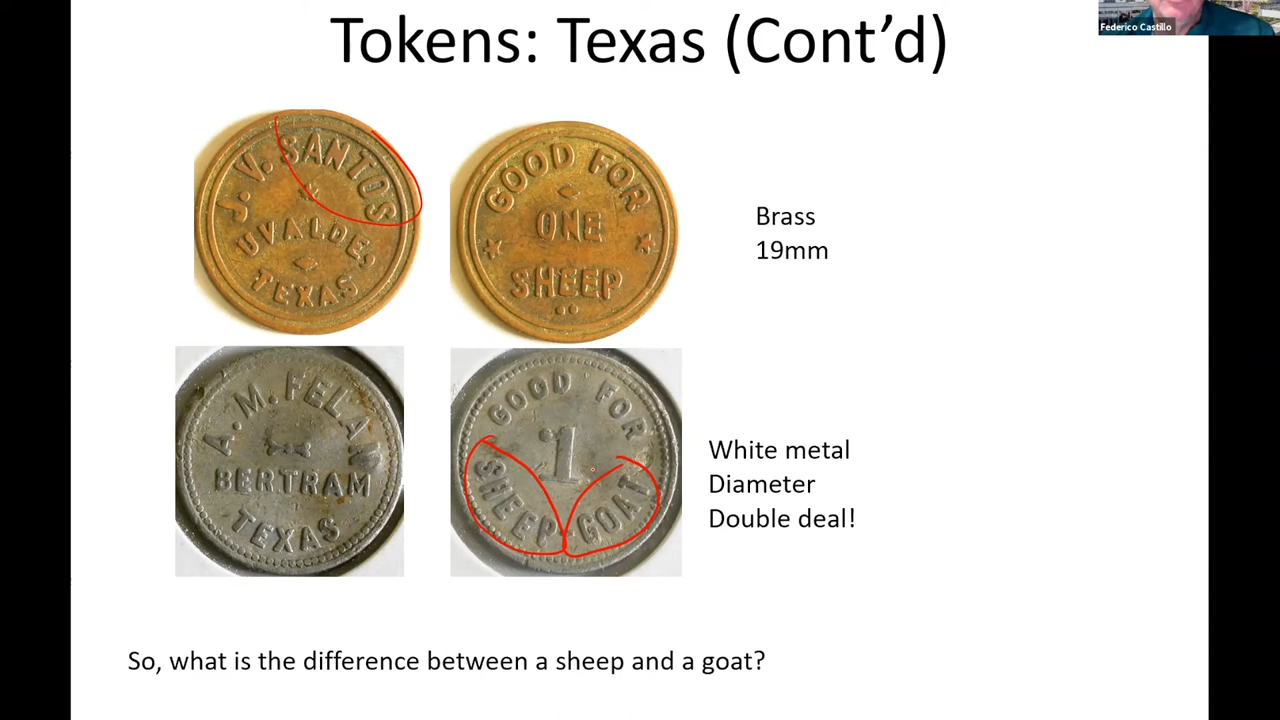 Tokens: Texas (Cont’d)
Federico Castillo
J. V. SANTOS
UVALDE,
TEXAS
GOOD FOR
ONE
SHEEP
Brass
19mm
A. M. FELAN
BERTRAM
TEXAS
GOOD FOR
1
SHEEP-GOAT
White metal
Diameter
Double deal!
So, what is the difference between a sheep and a goat?